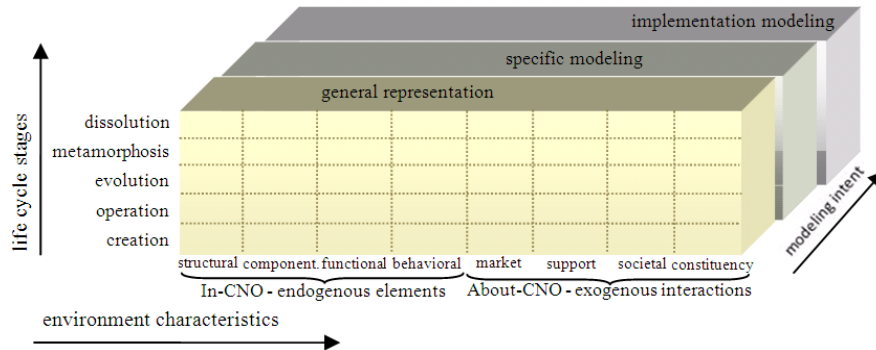 implementation modeling
specific modeling
general representation
life cycle stages
dissolution
metamorphosis
evolution
operation
creation
modeling intent
structural component. functional behavioral market support societal constituency
In-CNO - endogenous elements About-CNO - exogenous interactions
environment characteristics